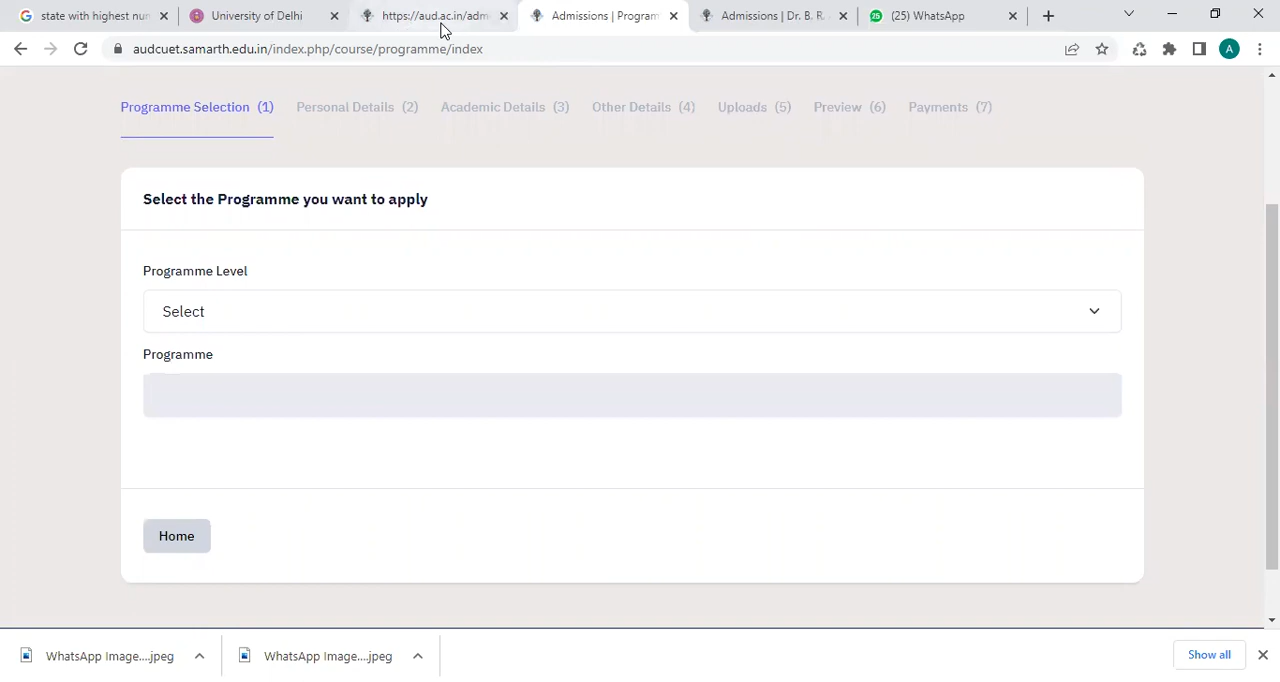 state with highest nun
University of Delhi
https://aud.ac.in/adm
Admissions | Program
Admissions | Dr. B. R. A
25
(25) WhatsApp
audcuet.samarth.edu.in/index.php/course/programme/index
A
Programme Selection (1)
Personal Details (2)
Academic Details (3)
Other Details (4)
Uploads (5)
Preview (6)
Payments (7)
Select the Programme you want to apply
Programme Level
Select
Programme
Home
WhatsApp Image....jpeg
WhatsApp Image....jpeg
Show all